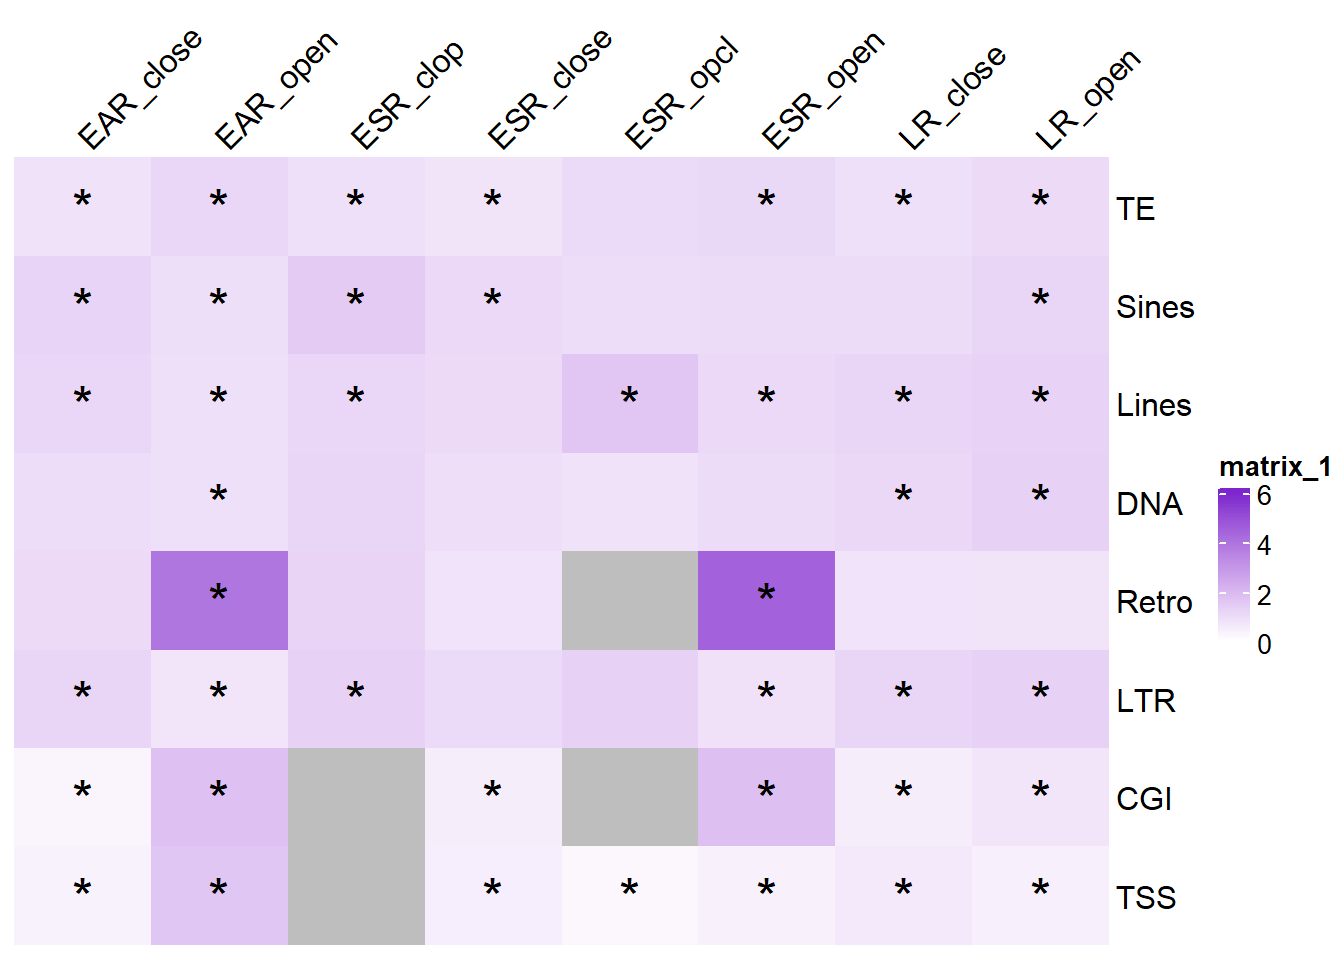 EAR_close
EAR_open
ESR_clop
ESR_close
ESR_opcl
ESR_open
LR_close
LR_open
* * * * * * * TE
* * * * * Sines
* * * * * * * Lines
* * * DNA
* * Retro
* * * * * * LTR
* * * * * * CGI
* * * * * * * TSS
matrix_1
6
4
2
0